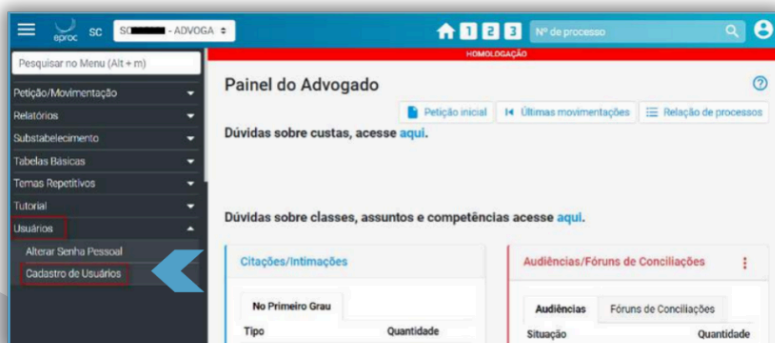 eproc SC SC - ADVOGA
1 2 3 Nº de processo
HOMOLOGAÇÃO
Pesquisar no Menu (Alt + m)
Petição/Movimentação
Relatórios
Substabelecimento
Tabelas Básicas
Temas Repetitivos
Tutorial
Usuários
Alterar Senha Pessoal
Cadastro de Usuários
Painel do Advogado
Petição inicial Últimas movimentações Relação de processos
Dúvidas sobre custas, acesse aqui.
Dúvidas sobre classes, assuntos e competências acesse aqui.
Citações/Intimações
No Primeiro Grau
Tipo Quantidade
Audiências/Fóruns de Conciliações
Audiências Fóruns de Conciliações
Situação Quantidade